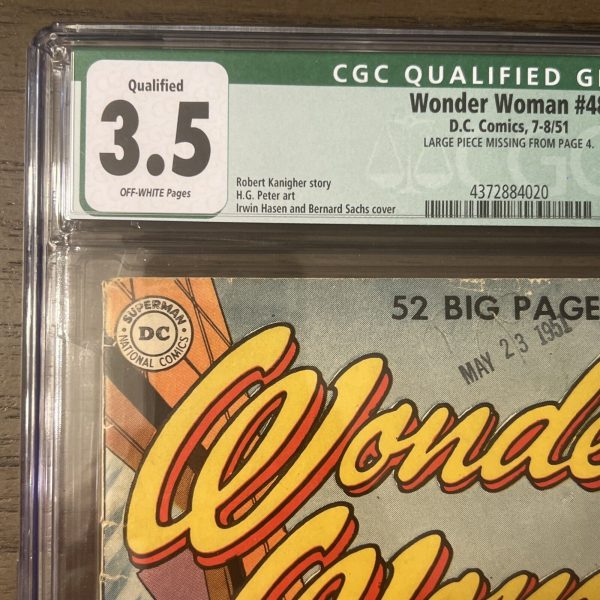 CGC QUALIFIED G
Qualified
3.5
OFF-WHITE Pages
Wonder Woman #48
D.C. Comics, 7-8/51
LARGE PIECE MISSING FROM PAGE 4.
Robert Kanigher story
H.G. Peter art
Irwin Hasen and Bernard Sachs cover
4372884020
CGC
SUPERMAN
DC
NATIONAL COMICS
52 BIG PAGE
MAY 23 1951
Wonde